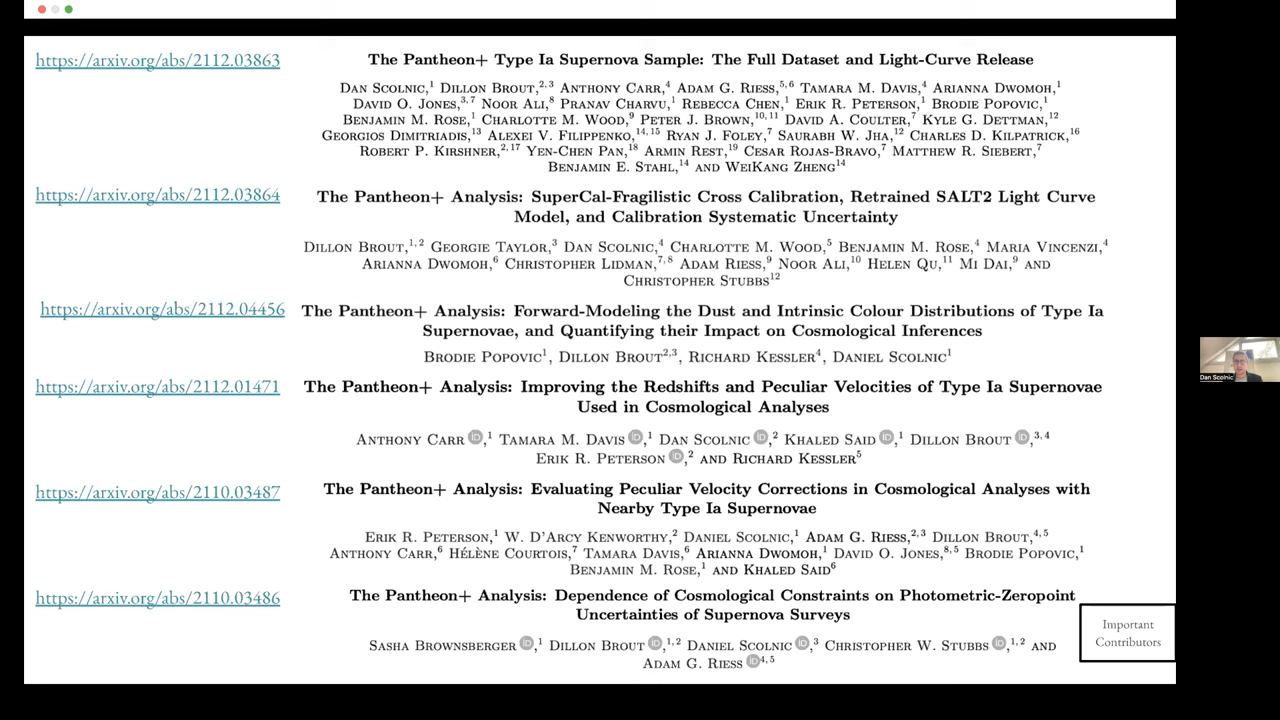 https://arxiv.org/abs/2112.03863
The Pantheon+ Type Ia Supernova Sample: The Full Dataset and Light-Curve Release
Dan Scolnic,1 Dillon Brout,2,3 Anthony Carr,4 Adam G. Riess,5,6 Tamara M. Davis,4 Arianna Dwomoh,1
David O. Jones,3,7 Noor Ali,8 Pranav Charvu,1 Rebecca Chen,1 Erik R. Peterson,1 Brodie Popovic,1
Benjamin M. Rose,1 Charlotte M. Wood,9 Peter J. Brown,10,11 David A. Coulter,7 Kyle G. Dettman,12
Georgios Dimitriadis,13 Alexei V. Filippenko,14,15 Ryan J. Foley,7 Saurabh W. Jha,12 Charles D. Kilpatrick,16
Robert P. Kirshner,2,17 Yen-Chen Pan,18 Armin Rest,19 Cesar Rojas-Bravo,7 Matthew R. Siebert,7
Benjamin E. Stahl,14 and WeiKang Zheng14
https://arxiv.org/abs/2112.03864
The Pantheon+ Analysis: SuperCal-Fragilistic Cross Calibration, Retrained SALT2 Light Curve
Model, and Calibration Systematic Uncertainty
Dillon Brout,1,2 Georgie Taylor,3 Dan Scolnic,4 Charlotte M. Wood,5 Benjamin M. Rose,4 Maria Vincenzi,4
Arianna Dwomoh,6 Christopher Lidman,7,8 Adam Riess,9 Noor Ali,10 Helen Qu,11 Mi Dai,9 and
Christopher Stubbs12
https://arxiv.org/abs/2112.04456
The Pantheon+ Analysis: Forward-Modeling the Dust and Intrinsic Colour Distributions of Type Ia
Supernovae, and Quantifying their Impact on Cosmological Inferences
Brodie Popovic1, Dillon Brout2,3, Richard Kessler4, Daniel Scolnic1
https://arxiv.org/abs/2112.01471
The Pantheon+ Analysis: Improving the Redshifts and Peculiar Velocities of Type Ia Supernovae
Used in Cosmological Analyses
Anthony Carr iD,1 Tamara M. Davis iD,1 Dan Scolnic iD,2 Khaled Said iD,1 Dillon Brout iD,3,4
Erik R. Peterson iD,2 and Richard Kessler5
https://arxiv.org/abs/2110.03487
The Pantheon+ Analysis: Evaluating Peculiar Velocity Corrections in Cosmological Analyses with
Nearby Type Ia Supernovae
Erik R. Peterson,1 W. D'Arcy Kenworthy,2 Daniel Scolnic,1 Adam G. Riess,2,3 Dillon Brout,4,5
Anthony Carr,6 Hélène Courtois,7 Tamara Davis,6 Arianna Dwomoh,1 David O. Jones,8,5 Brodie Popovic,1
Benjamin M. Rose,1 and Khaled Said6
https://arxiv.org/abs/2110.03486
The Pantheon+ Analysis: Dependence of Cosmological Constraints on Photometric-Zeropoint
Uncertainties of Supernova Surveys
Sasha Brownsberger iD,1 Dillon Brout iD,1,2 Daniel Scolnic iD,3 Christopher W. Stubbs iD,1,2 and
Adam G. Riess iD4,5
Important
Contributors
Dan Scolnic